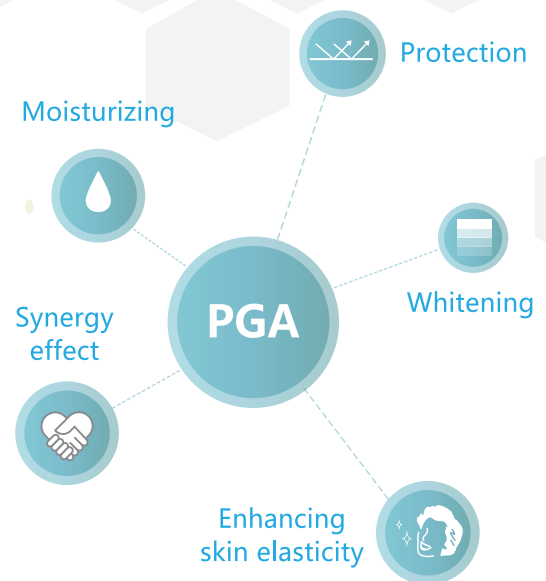 Protection
Moisturizing
Whitening
PGA
Synergy
effect
Enhancing
skin elasticity